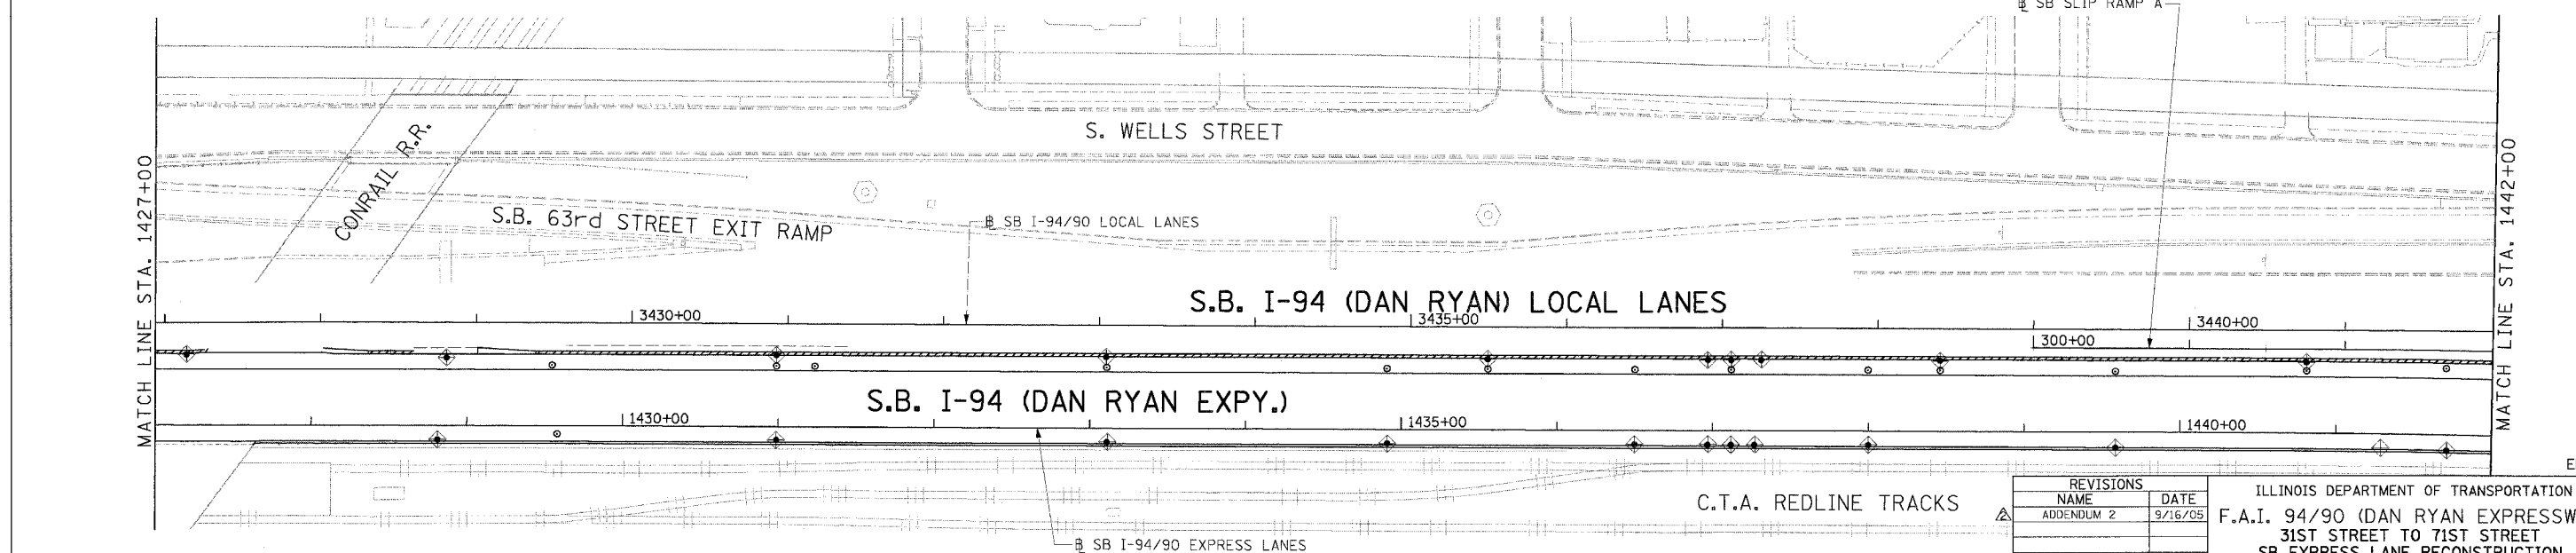 ℄ SB SLIP RAMP A
S. WELLS STREET
CONRAIL R.R.
S.B. 63rd STREET EXIT RAMP
℄ SB I-94/90 LOCAL LANES
MATCH LINE STA. 1427+00
MATCH LINE STA. 1442+00
S.B. I-94 (DAN RYAN) LOCAL LANES
3430+00
3435+00
3440+00
300+00
S.B. I-94 (DAN RYAN EXPY.)
1430+00
1435+00
1440+00
C.T.A. REDLINE TRACKS
℄ SB I-94/90 EXPRESS LANES
E
REVISIONS
NAME DATE
ADDENDUM 2 9/16/05
ILLINOIS DEPARTMENT OF TRANSPORTATION
F.A.I. 94/90 (DAN RYAN EXPRESSW
31ST STREET TO 71ST STREET
SB EXPRESS LANE RECONSTRUCTION